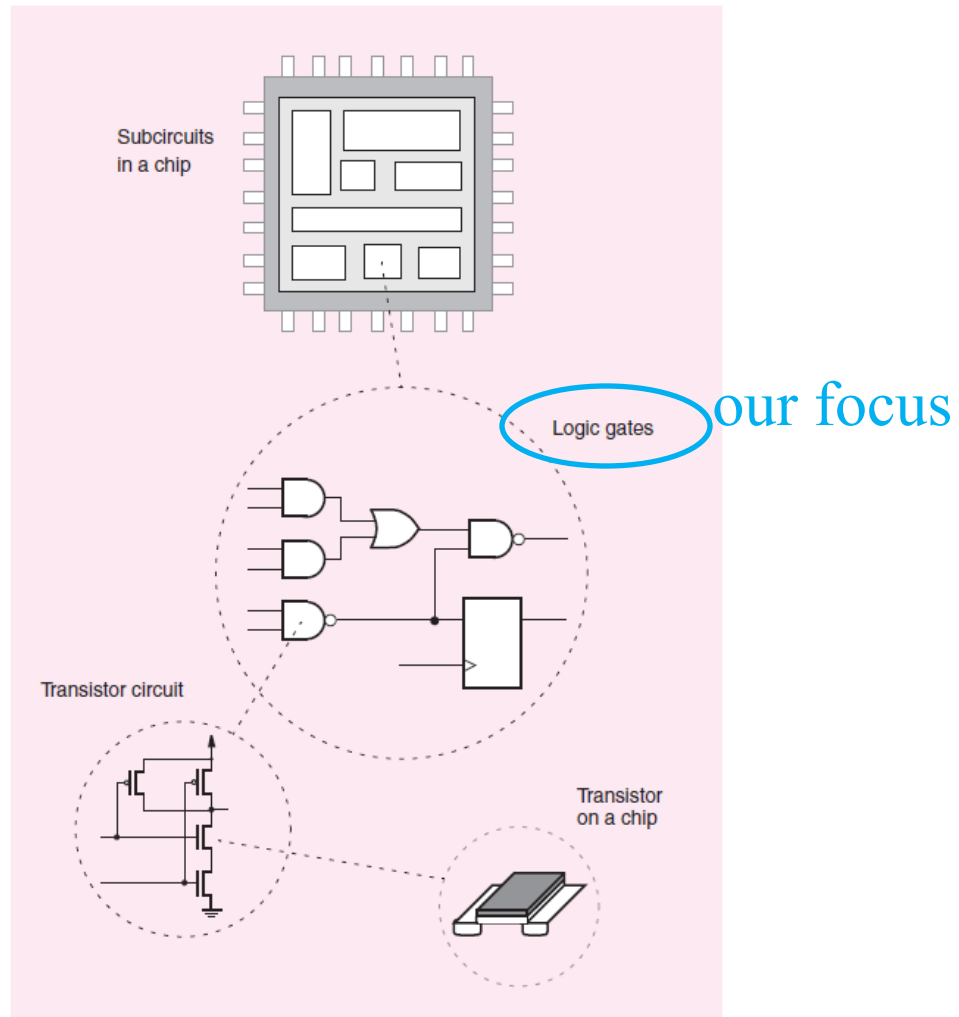 Subcircuits
in a chip
our focus
Logic gates
Transistor circuit
Transistor
on a chip